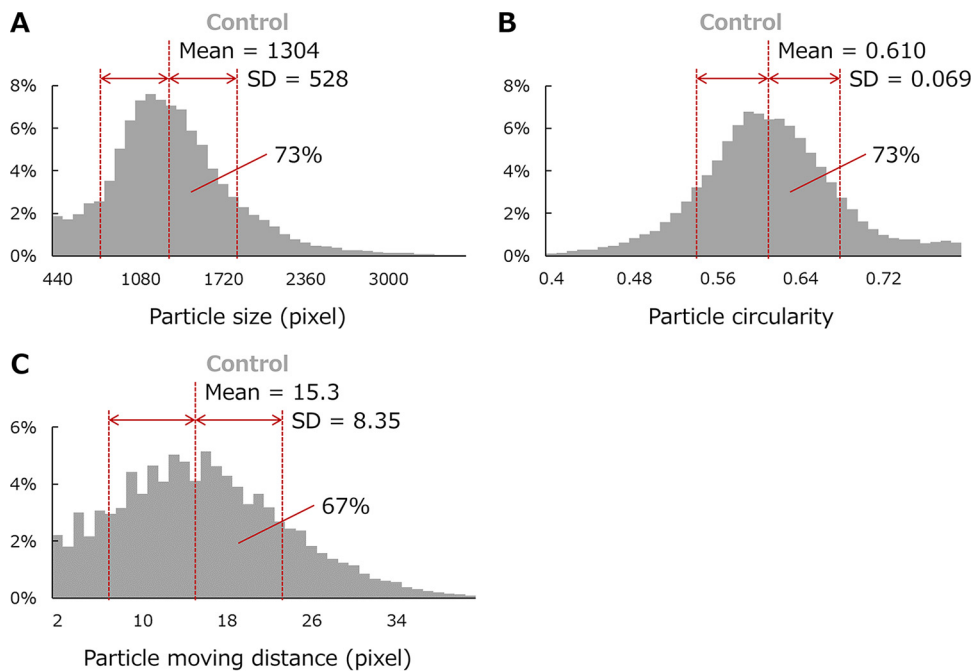 A
Control
Mean = 1304
SD = 528
8%
6%
73%
4%
2%
0%
440 1080 1720 2360 3000
Particle size (pixel)
B
Control
Mean = 0.610
SD = 0.069
8%
6%
73%
4%
2%
0%
0.4 0.48 0.56 0.64 0.72
Particle circularity
C
Control
Mean = 15.3
SD = 8.35
6%
4%
67%
2%
0%
2 10 18 26 34
Particle moving distance (pixel)